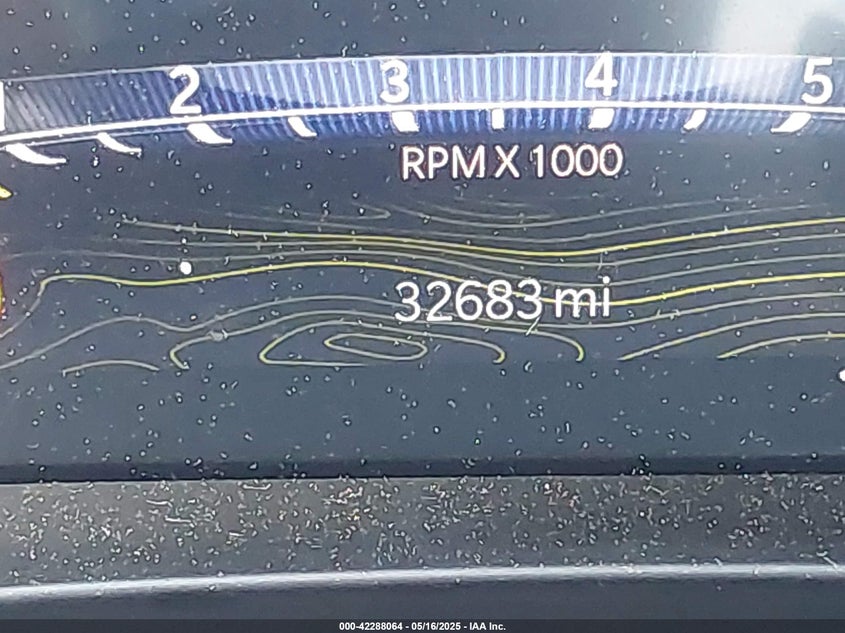 2 3 4 5
RPM X 1000
32683 mi
000-42288064 - 05/16/2025 - IAA Inc.